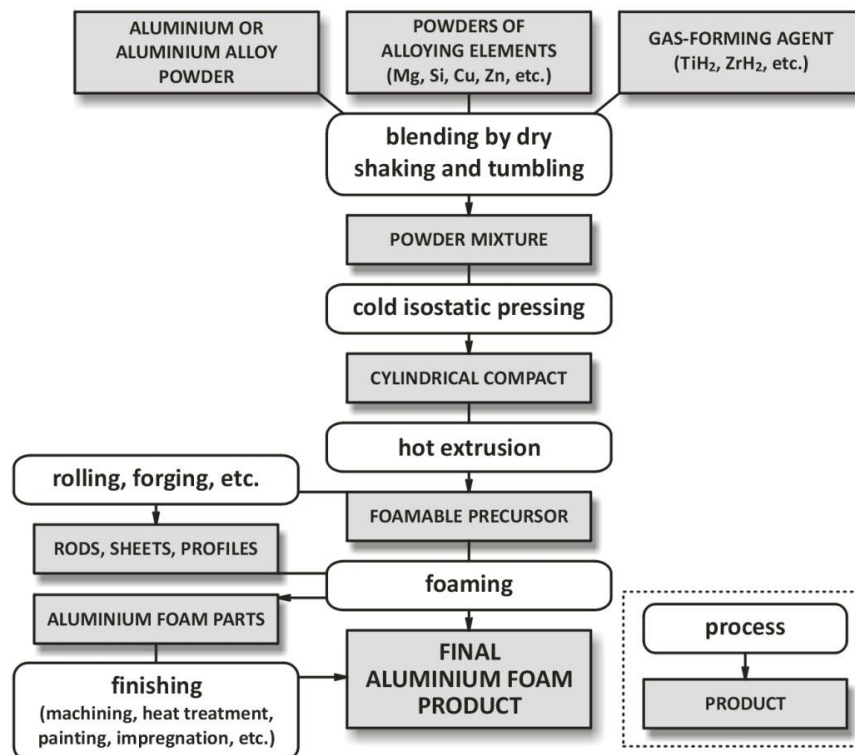 ALUMINIUM OR
ALUMINIUM ALLOY
POWDER
POWDERS OF
ALLOYING ELEMENTS
(Mg, Si, Cu, Zn, etc.)
GAS-FORMING AGENT
(TiH₂, ZrH₂, etc.)
blending by dry
shaking and tumbling
POWDER MIXTURE
cold isostatic pressing
CYLINDRICAL COMPACT
hot extrusion
rolling, forging, etc.
FOAMABLE PRECURSOR
RODS, SHEETS, PROFILES
foaming
ALUMINIUM FOAM PARTS
finishing
(machining, heat treatment,
painting, impregnation, etc.)
FINAL
ALUMINIUM FOAM
PRODUCT
process
PRODUCT